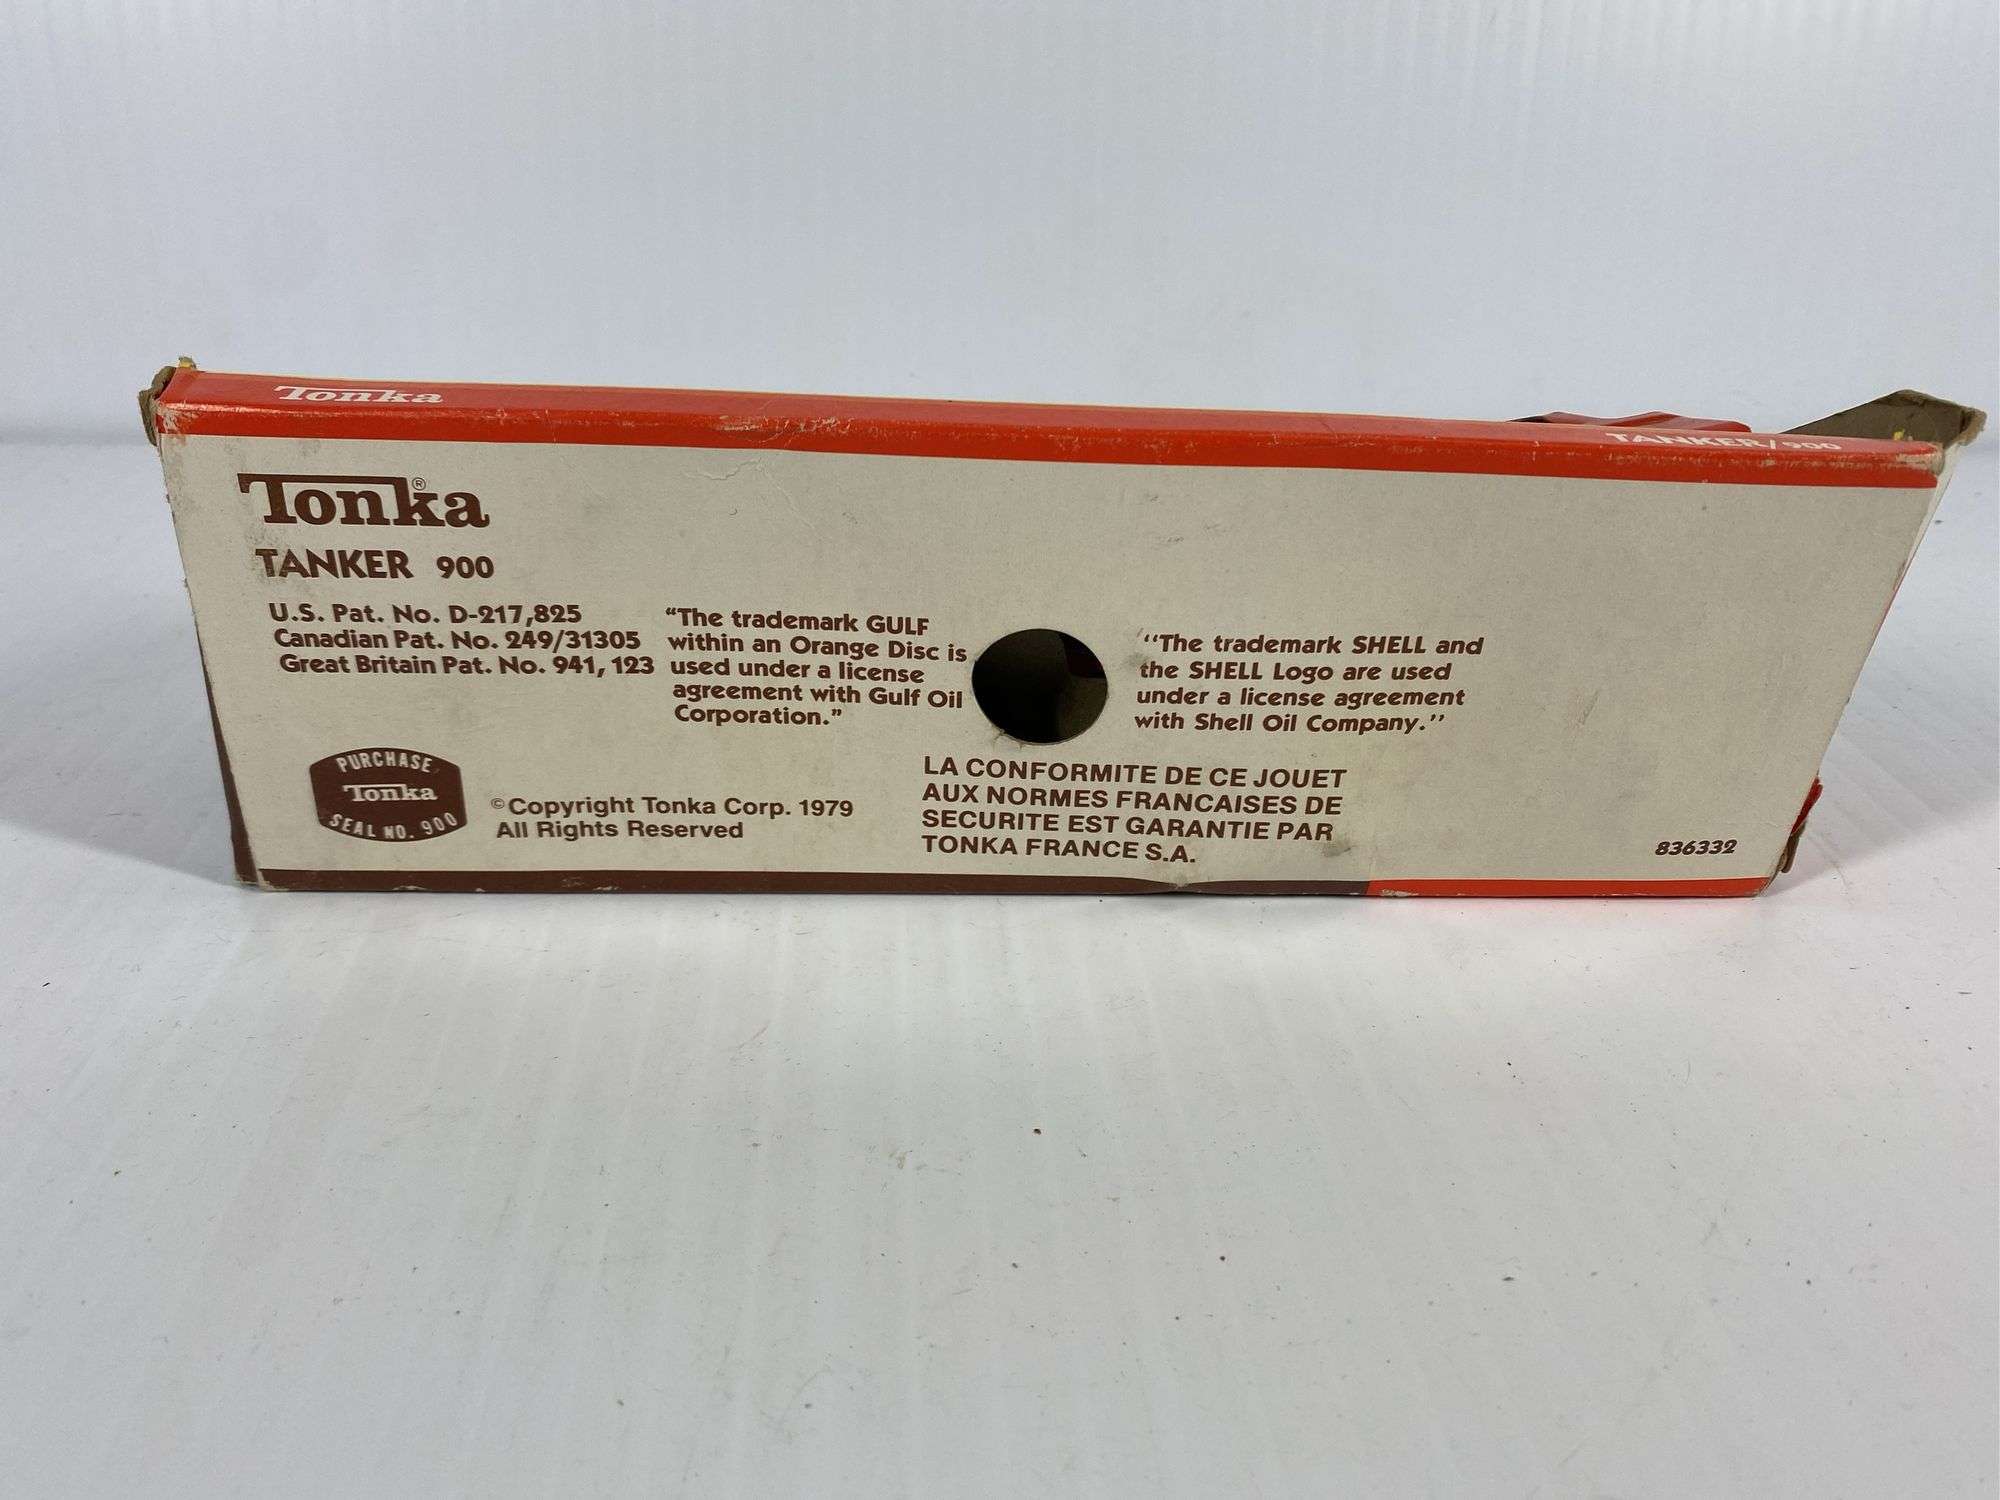 Tonka
TANKER/900
Tonka®
TANKER 900
U.S. Pat. No. D-217,825
Canadian Pat. No. 249/31305
Great Britain Pat. No. 941, 123
"The trademark GULF
within an Orange Disc is
used under a license
agreement with Gulf Oil
Corporation."
''The trademark SHELL and
the SHELL Logo are used
under a license agreement
with Shell Oil Company.''
PURCHASE
Tonka
SEAL NO. 900
©Copyright Tonka Corp. 1979
All Rights Reserved
LA CONFORMITE DE CE JOUET
AUX NORMES FRANCAISES DE
SECURITE EST GARANTIE PAR
TONKA FRANCE S.A.
836332